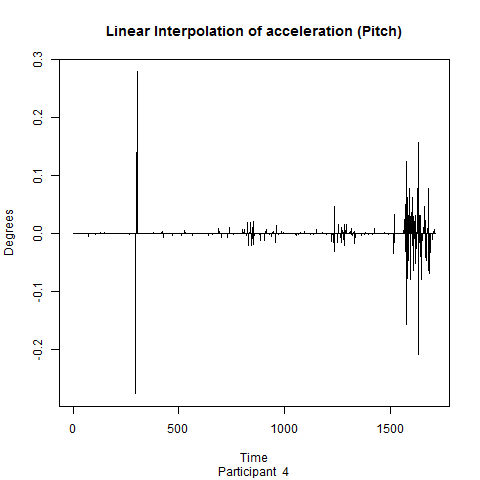 Linear Interpolation of acceleration (Pitch)
0.3
0.2
0.1
0.0
-0.1
-0.2
Degrees
0 500 1000 1500
Time
Participant 4